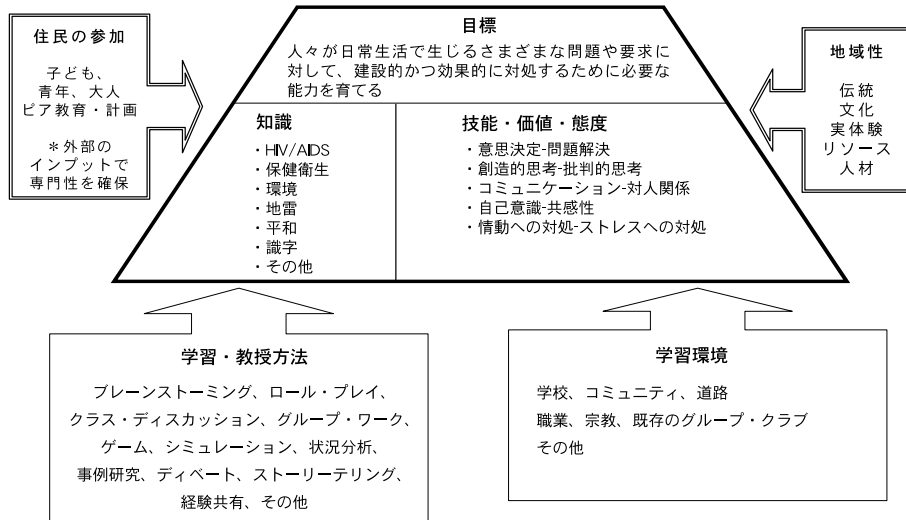 目標
人々が日常生活で生じるさまざまな問題や要求に
対して、建設的かつ効果的に対処するために必要な
能力を育てる
住民の参加
子ども、
青年、大人
ピア教育・計画
＊外部の
インプットで
専門性を確保
知識
・HIV/AIDS
・保健衛生
・環境
・地雷
・平和
・識字
・その他
技能・価値・態度
・意思決定-問題解決
・創造的思考-批判的思考
・コミュニケーション-対人関係
・自己意識-共感性
・情動への対処-ストレスへの対処
地域性
伝統
文化
実体験
リソース
人材
学習・教授方法
ブレーンストーミング、ロール・プレイ、
クラス・ディスカッション、グループ・ワーク、
ゲーム、シミュレーション、状況分析、
事例研究、ディベート、ストーリーテリング、
経験共有、その他
学習環境
学校、コミュニティ、道路
職業、宗教、既存のグループ・クラブ
その他